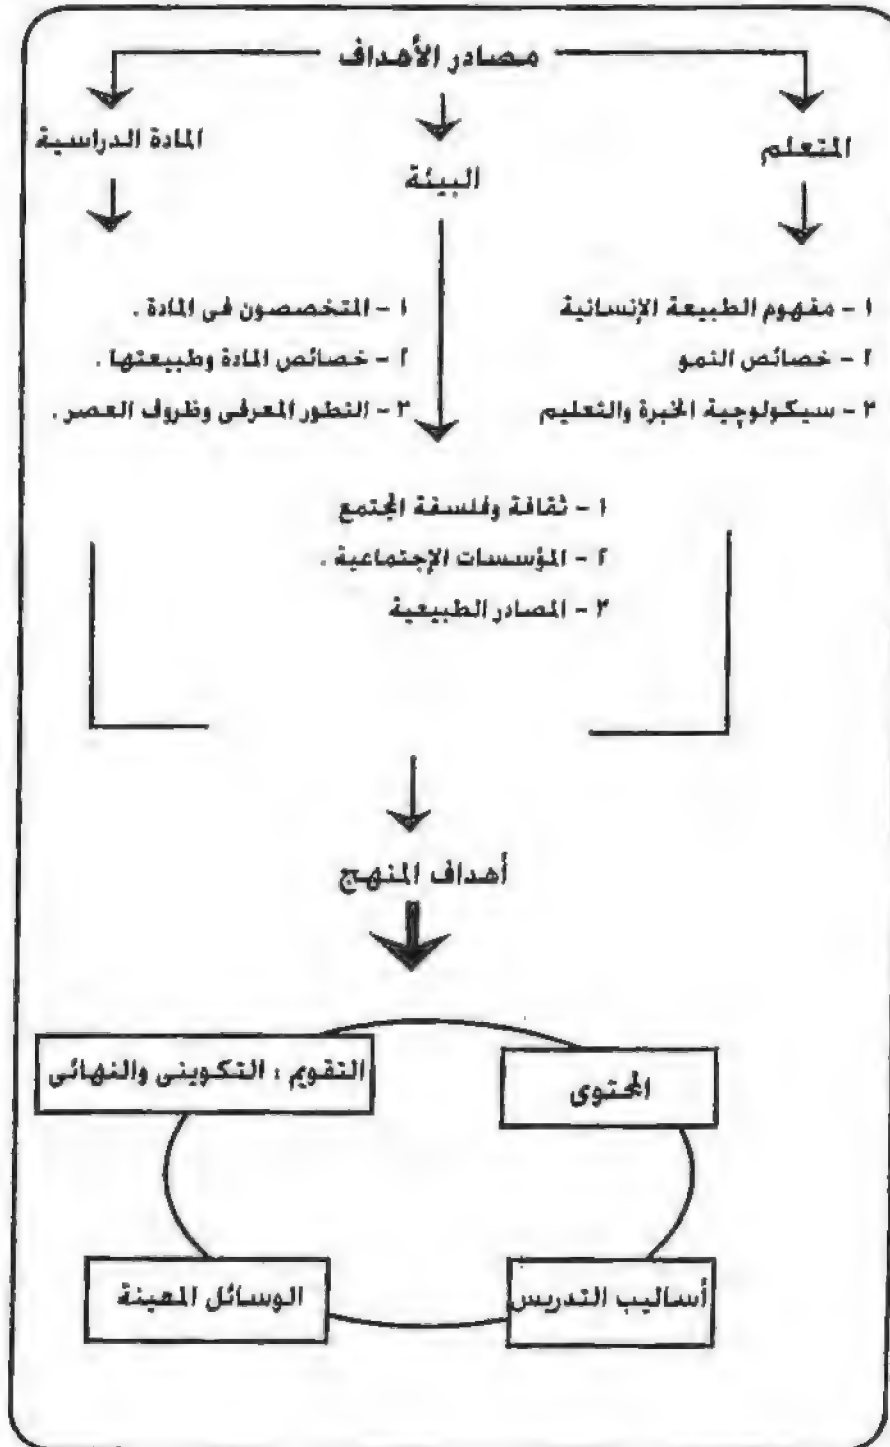 مصادر الأهداف
المتعلم
البيئة
المادة الدراسية
١ - مفهوم الطبيعة الإنسانية
٢ - خصائص النمو
٣ - سيكولوجية الخبرة والتعليم
١ - المتخصصون فى المادة .
٢ - خصائص المادة وطبيعتها .
٣ - التطور المعرفى وظروف العصر .
١ - ثقافة وفلسفة المجتمع
٢ - المؤسسات الإجتماعية .
٣ - المصادر الطبيعية
أهداف المنهج
المحتوى
التقويم : التكوينى والنهائى
أساليب التدريس
الوسائل المعينة